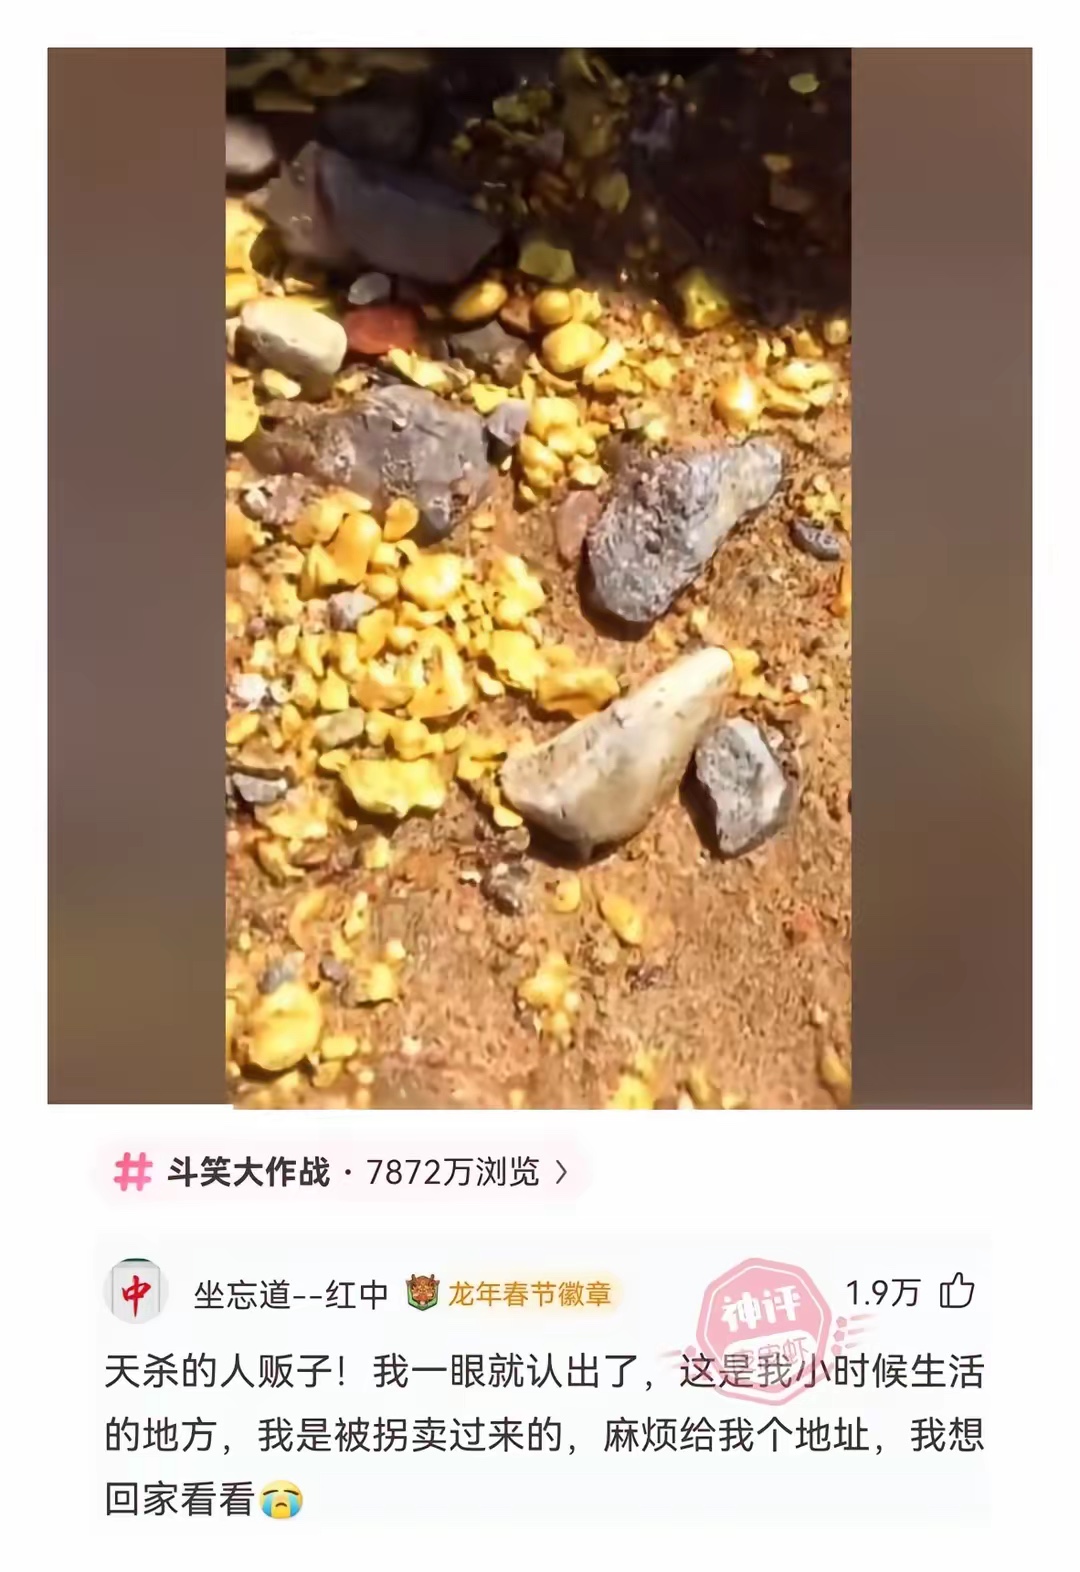 斗笑大作战 · 7872万浏览
中
坐忘道--红中 龙年春节徽章
神评
皮皮虾
1.9万
天杀的人贩子！我一眼就认出了，这是我小时候生活
的地方，我是被拐卖过来的，麻烦给我个地址，我想
回家看看😭